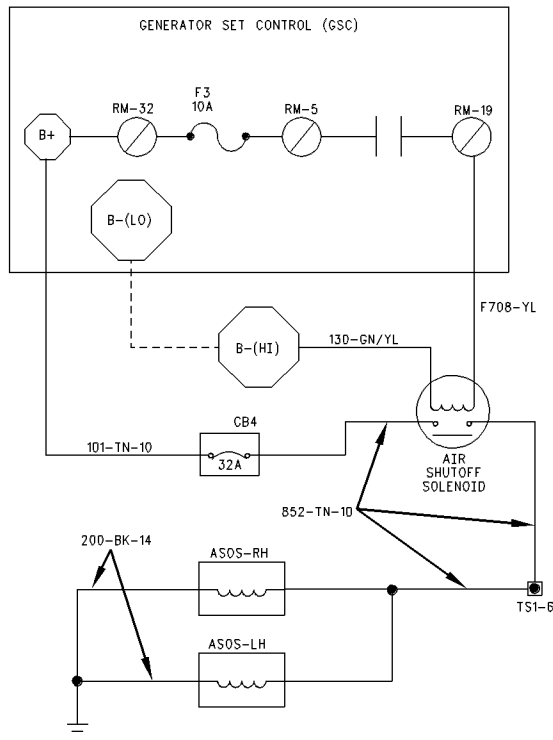 GENERATOR SET CONTROL (GSC)
F3
10A
RM-32
RM-5
RM-19
B+
B-(LO)
F708-YL
B-(HI)
130-GN/YL
CB4
32A
101-TN-10
AIR
SHUTOFF
SOLENOID
852-TN-10
200-BK-14
ASOS-RH
TS1-6
ASOS-LH